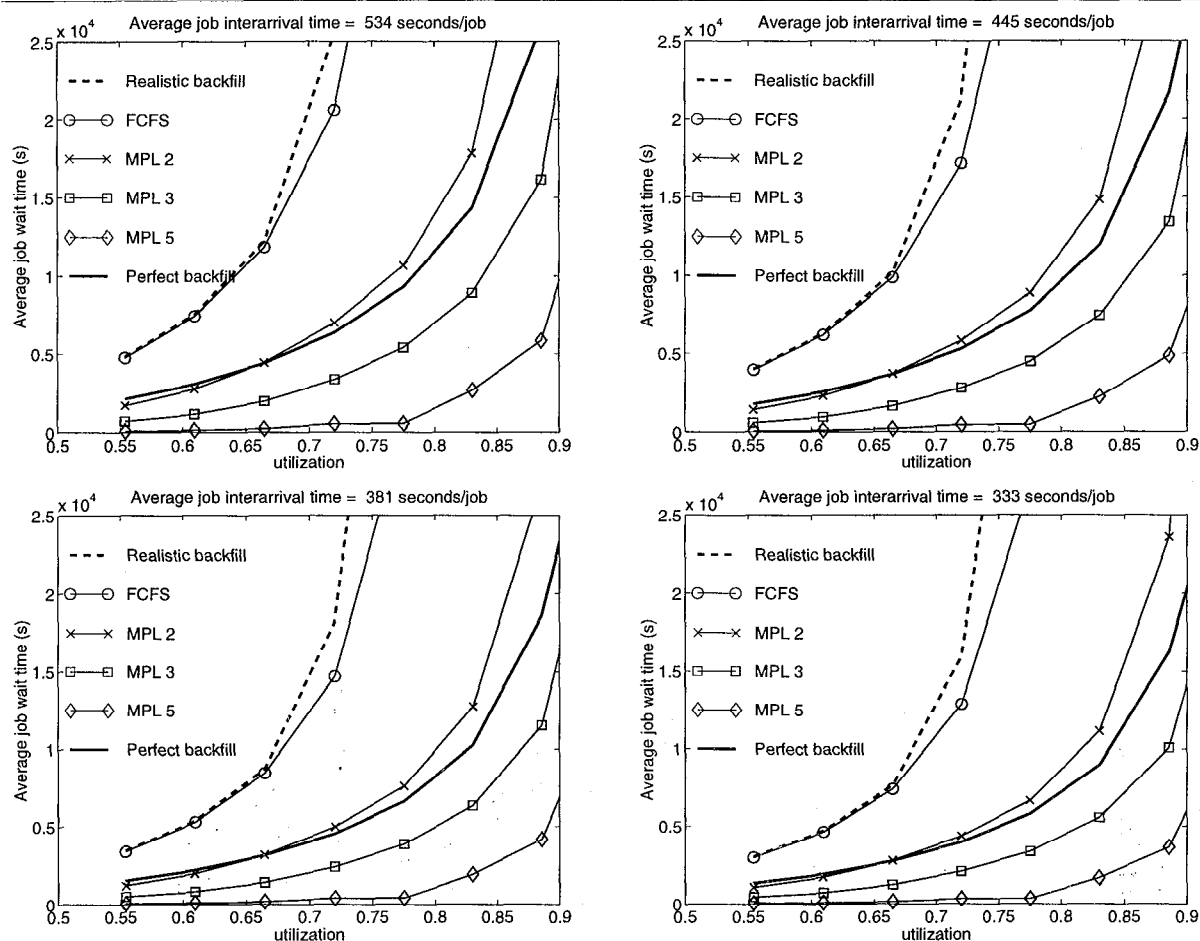 Average job interarrival time = 534 seconds/job
x 10^4
2.5
2
1.5
1
0.5
0
Average job wait time (s)
Realistic backfill
FCFS
MPL 2
MPL 3
MPL 5
Perfect backfill
0.5 0.55 0.6 0.65 0.7 0.75 0.8 0.85 0.9
utilization
Average job interarrival time = 445 seconds/job
x 10^4
2.5
2
1.5
1
0.5
0
Average job wait time (s)
Realistic backfill
FCFS
MPL 2
MPL 3
MPL 5
Perfect backfill
0.5 0.55 0.6 0.65 0.7 0.75 0.8 0.85 0.9
utilization
Average job interarrival time = 381 seconds/job
x 10^4
2.5
2
1.5
1
0.5
0
Average job wait time (s)
Realistic backfill
FCFS
MPL 2
MPL 3
MPL 5
Perfect backfill
0.5 0.55 0.6 0.65 0.7 0.75 0.8 0.85 0.9
utilization
Average job interarrival time = 333 seconds/job
x 10^4
2.5
2
1.5
1
0.5
0
Average job wait time (s)
Realistic backfill
FCFS
MPL 2
MPL 3
MPL 5
Perfect backfill
0.5 0.55 0.6 0.65 0.7 0.75 0.8 0.85 0.9
utilization